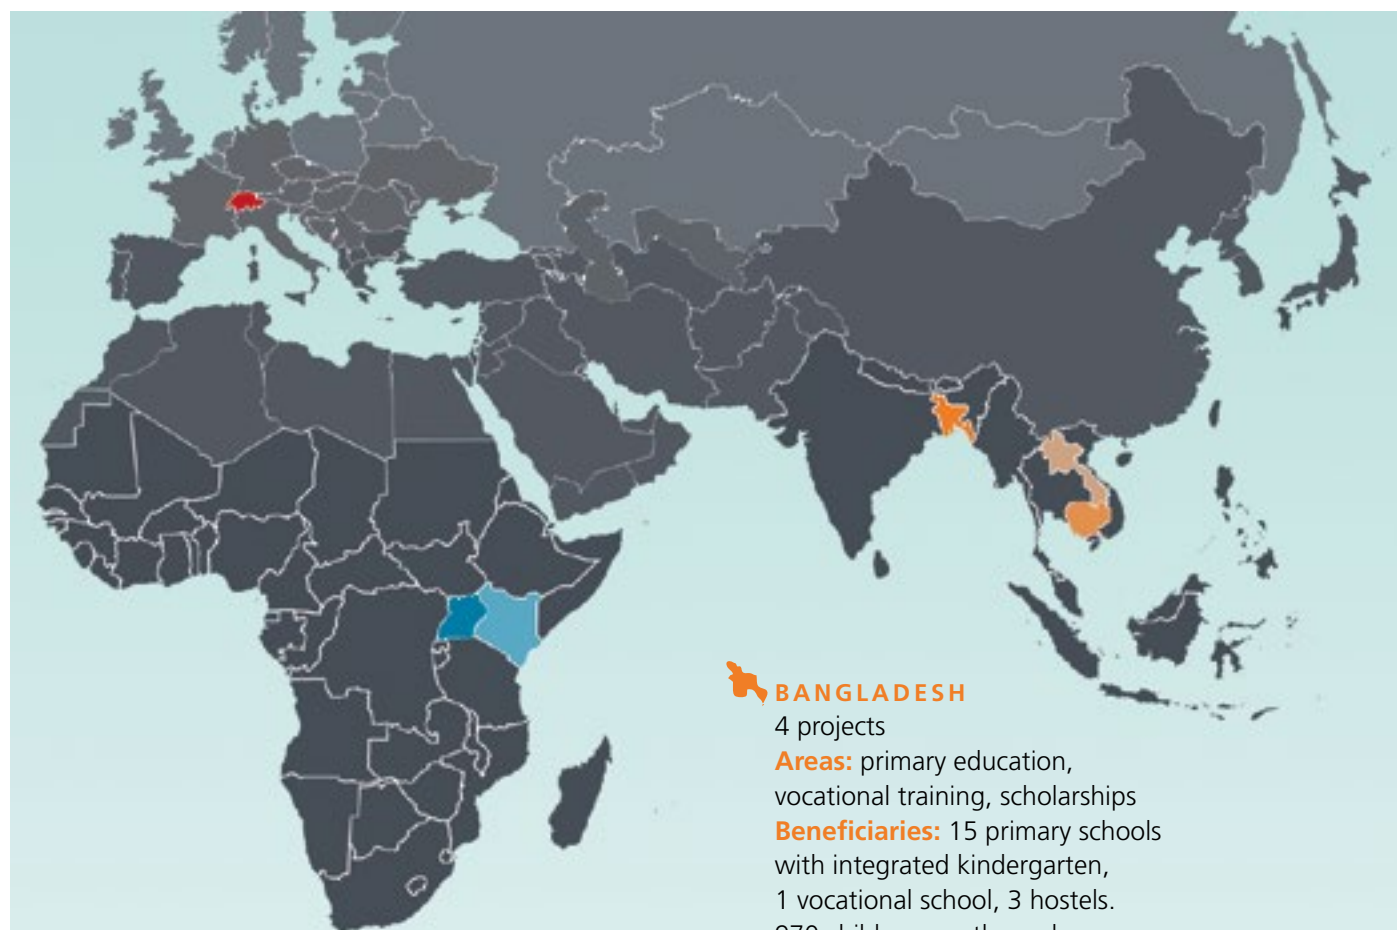 BANGLADESH
4 projects
Areas: primary education,
vocational training, scholarships
Beneficiaries: 15 primary schools
with integrated kindergarten,
1 vocational school, 3 hostels.